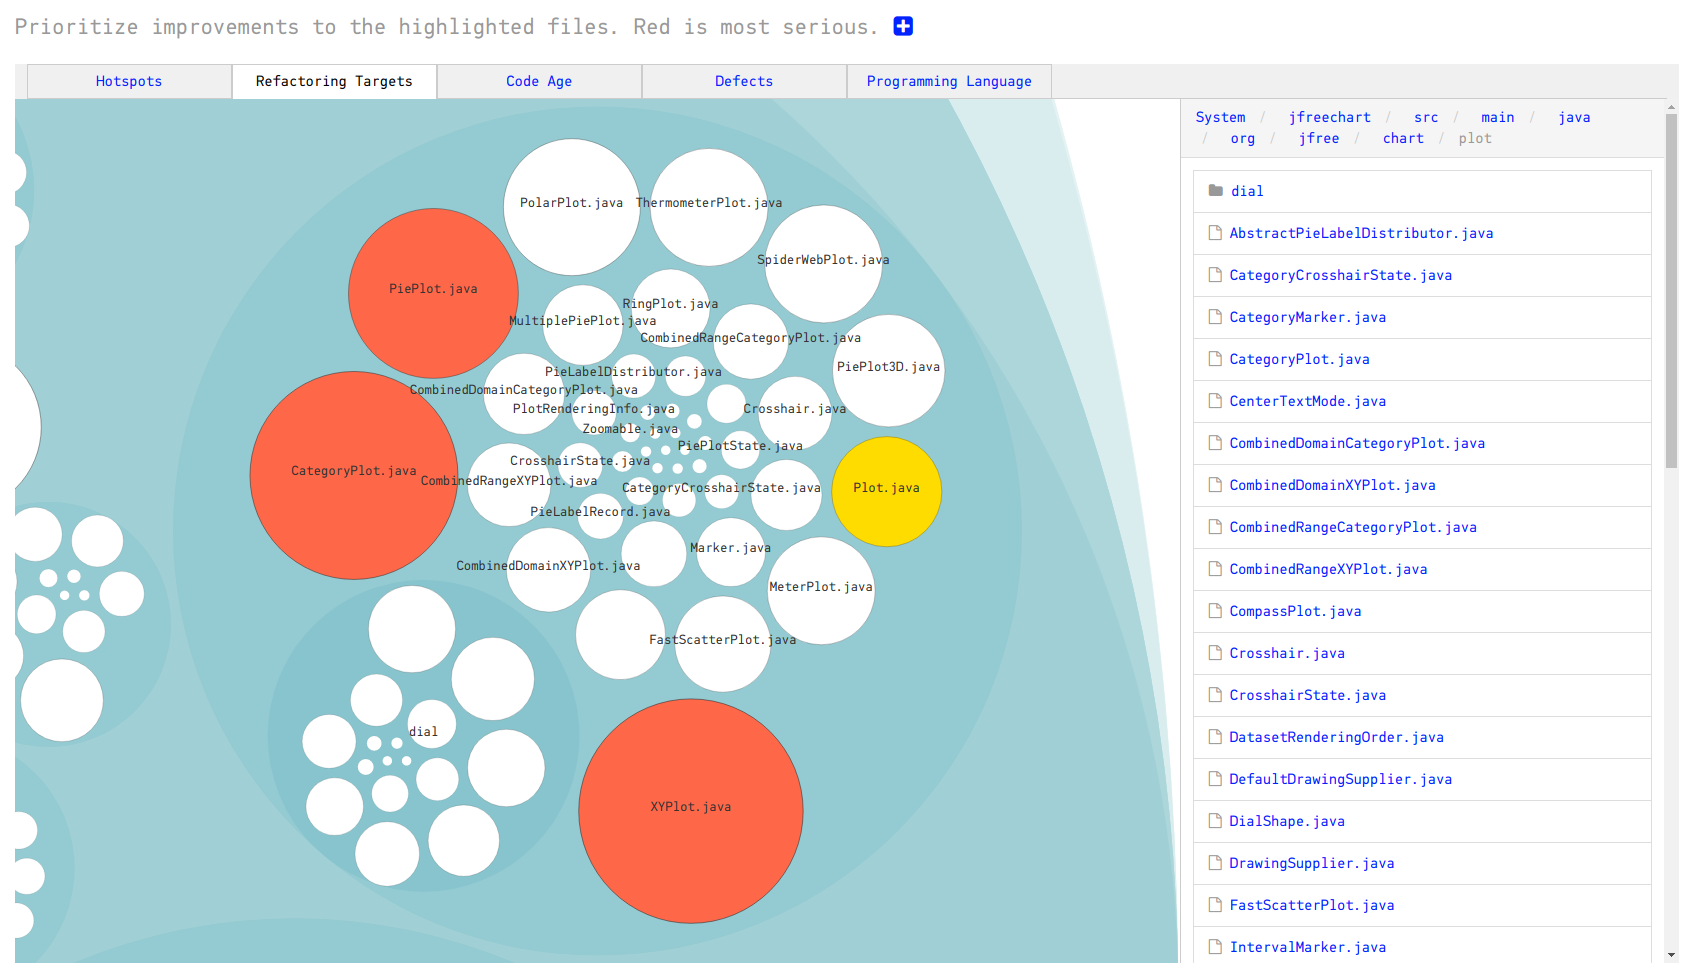 Prioritize improvements to the highlighted files. Red is most serious.
Hotspots
Refactoring Targets
Code Age
Defects
Programming Language
System / jfreechart / src / main / java
/ org / jfree / chart / plot
PolarPlot.java
ThermometerPlot.java
SpiderWebPlot.java
PiePlot.java
RingPlot.java
MultiplePiePlot.java
CombinedRangeCategoryPlot.java
PiePlot3D.java
PieLabelDistributor.java
CombinedDomainCategoryPlot.java
PlotRenderingInfo.java
Crosshair.java
Zoomable.java
PiePlotState.java
CrosshairState.java
CategoryPlot.java
CombinedRangeXYPlot.java
CategoryCrosshairState.java
Plot.java
PieLabelRecord.java
Marker.java
CombinedDomainXYPlot.java
MeterPlot.java
FastScatterPlot.java
dial
XYPlot.java
dial
AbstractPieLabelDistributor.java
CategoryCrosshairState.java
CategoryMarker.java
CategoryPlot.java
CenterTextMode.java
CombinedDomainCategoryPlot.java
CombinedDomainXYPlot.java
CombinedRangeCategoryPlot.java
CombinedRangeXYPlot.java
CompassPlot.java
Crosshair.java
CrosshairState.java
DatasetRenderingOrder.java
DefaultDrawingSupplier.java
DialShape.java
DrawingSupplier.java
FastScatterPlot.java
IntervalMarker.java